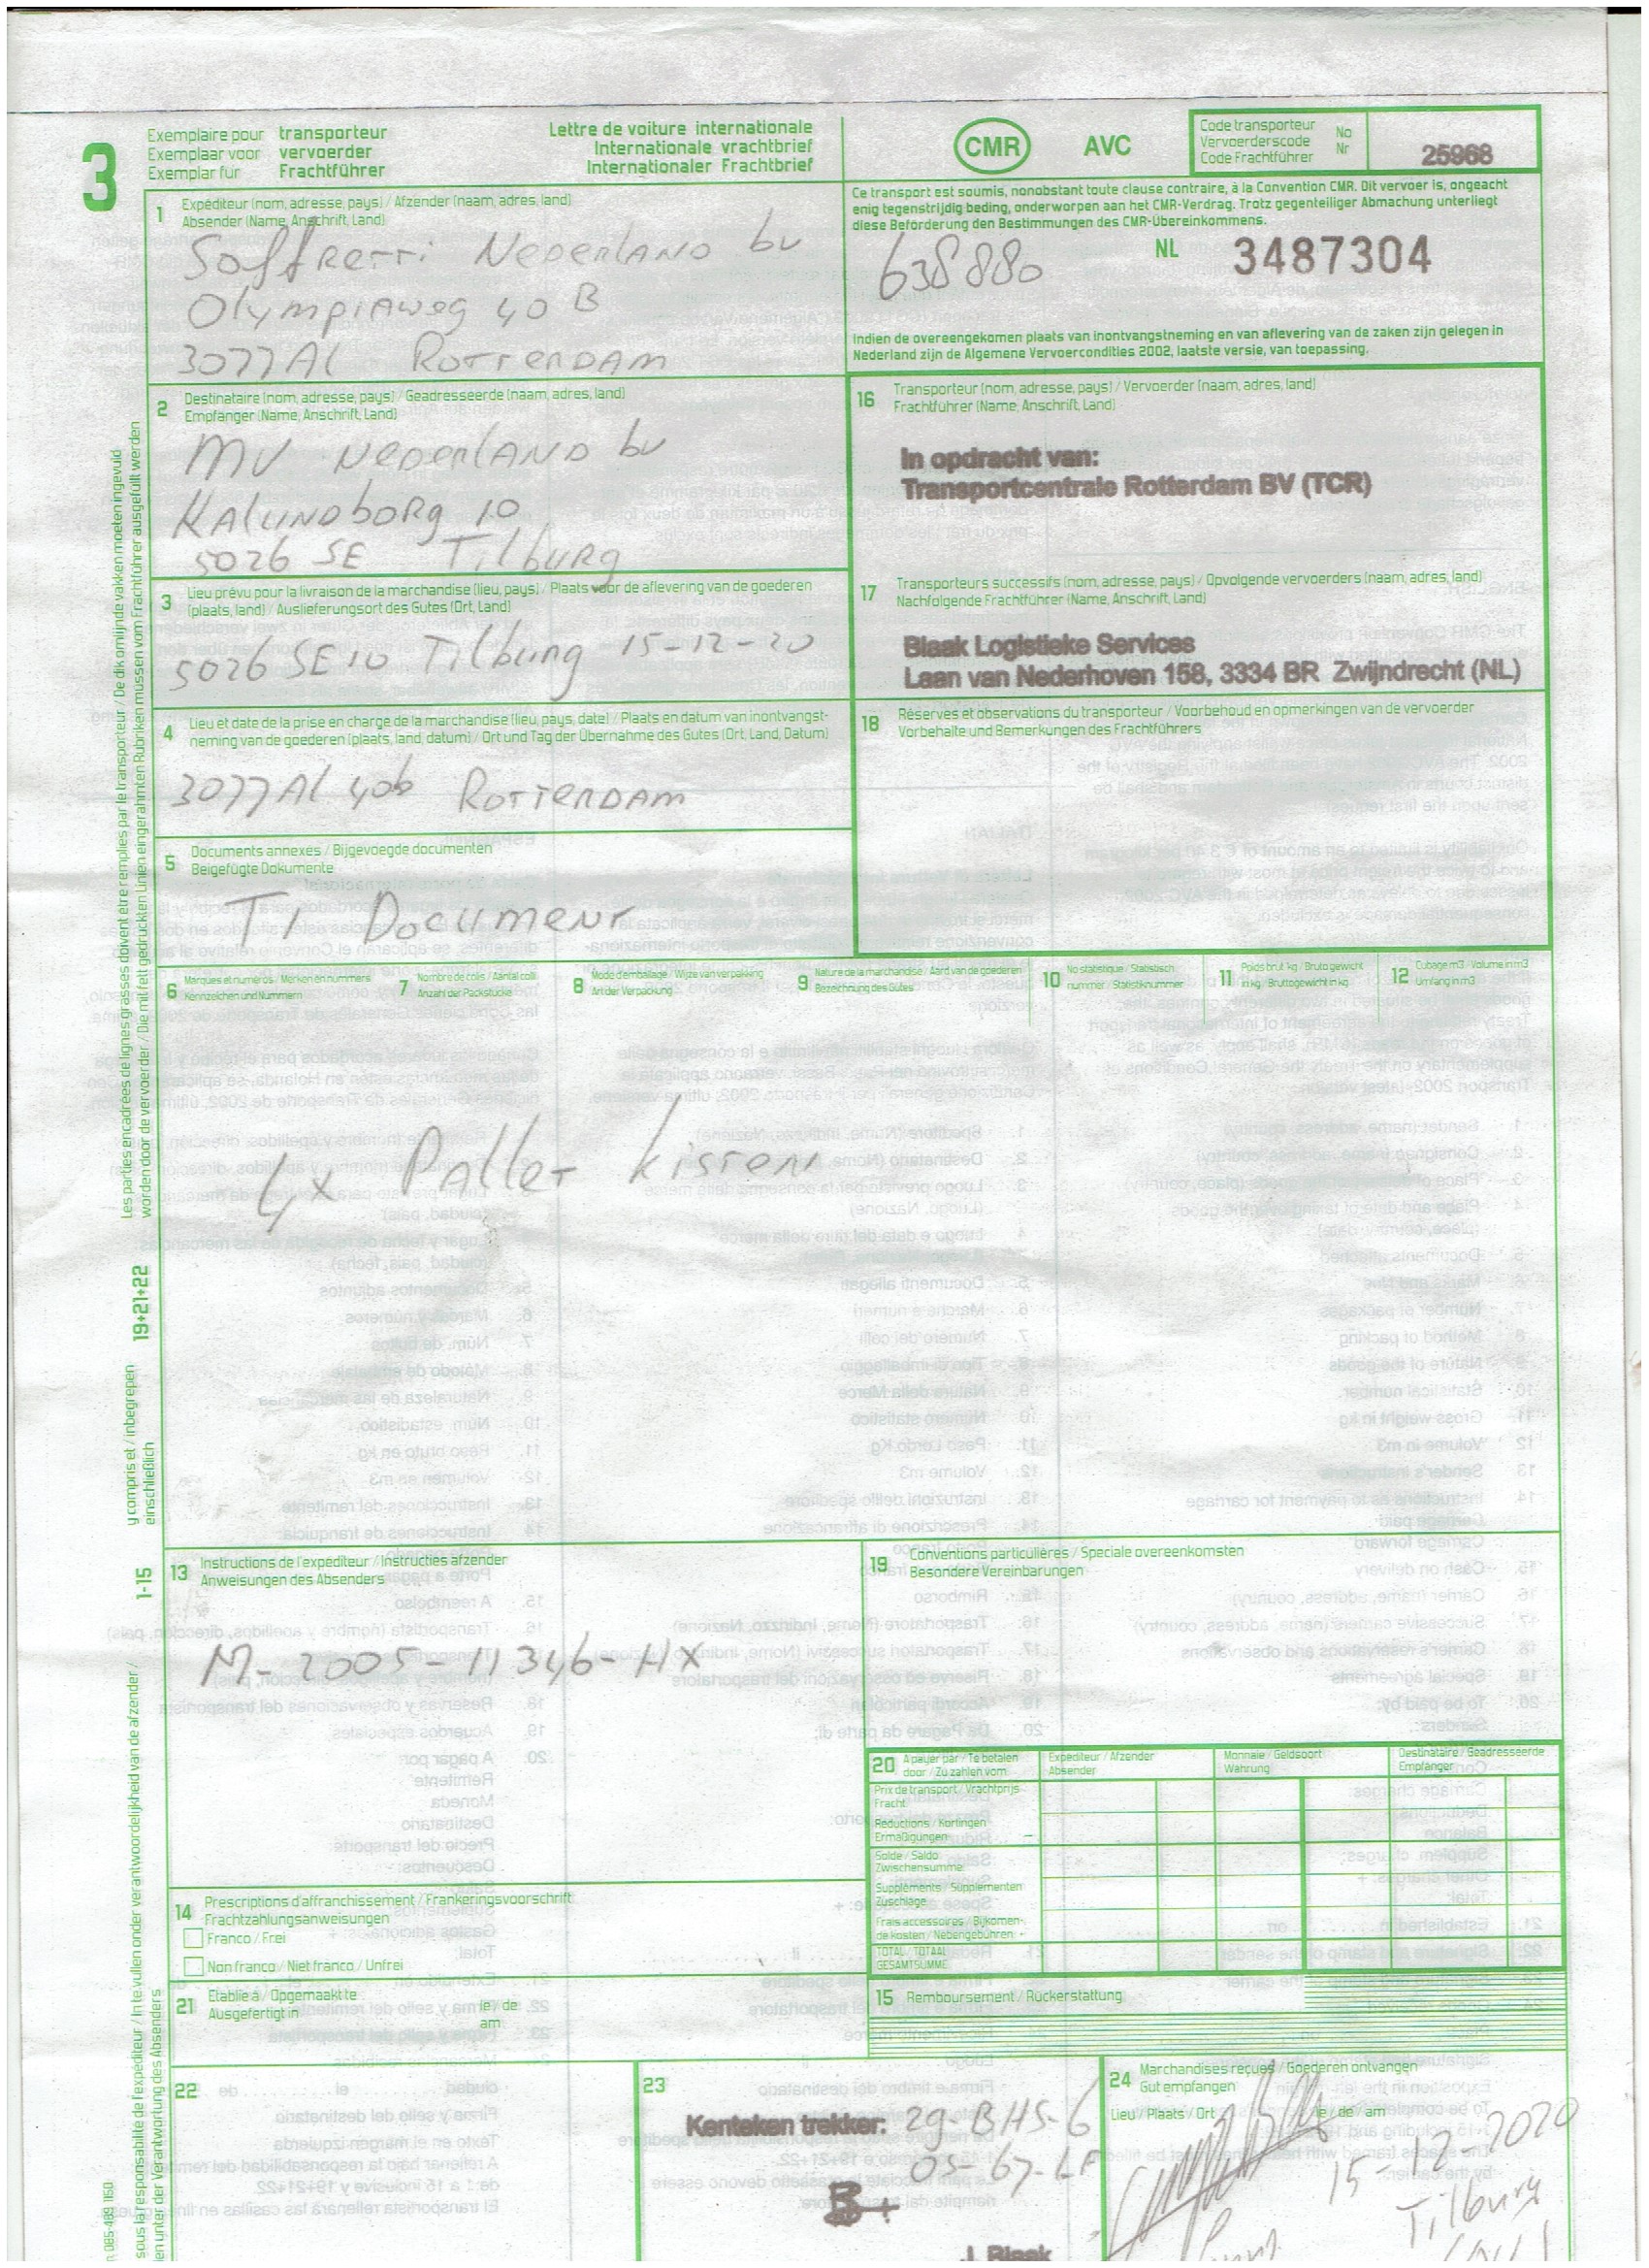 3
Exemplaire pour transporteur
Exemplaar voor vervoerder
Exemplar für Frachtführer
Lettre de voiture internationale
Internationale vrachtbrief
Internationaler Frachtbrief
CMR AVC
Code transporteur No
Vervoerderscode Nr
Code Frachtführer
25968
1 Expéditeur (nom, adresse, pays) / Afzender (naam, adres, land)
Absender (Name, Anschrift, Land)
Soffretti Nederland bv
Olympiaweg 40 B
3077 Al Rotterdam
Ce transport est soumis, nonobstant toute clause contraire, à la Convention CMR. Dit vervoer is, ongeacht
enig tegenstrijdig beding, onderworpen aan het CMR-Verdrag. Trotz gegenteiliger Abmachung unterliegt
diese Beförderung den Bestimmungen des CMR-Übereinkommens.
638880
NL 3487304
Indien de overeengekomen plaats van inontvangstneming en van aflevering van de zaken zijn gelegen in
Nederland zijn de Algemene Vervoercondities 2002, laatste versie, van toepassing.
2 Destinataire (nom, adresse, pays) / Geadresseerde (naam, adres, land)
Empfänger (Name, Anschrift, Land)
MV Nederland bv
Kalundborg 10
5026 SE Tilburg
16 Transporteur (nom, adresse, pays) / Vervoerder (naam, adres, land)
Frachtführer (Name, Anschrift, Land)
In opdracht van:
Transportcentrale Rotterdam BV (TCR)
3 Lieu prévu pour la livraison de la marchandise (lieu, pays) / Plaats voor de aflevering van de goederen
(plaats, land) / Auslieferungsort des Gutes (Ort, Land)
5026 SE 10 Tilburg 15-12-20
17 Transporteurs successifs (nom, adresse, pays) / Opvolgende vervoerders (naam, adres, land)
Nachfolgende Frachtführer (Name, Anschrift, Land)
Blaak Logistieke Services
Laan van Nederhoven 158, 3334 BR Zwijndrecht (NL)
4 Lieu et date de la prise en charge de la marchandise (lieu, pays, date) / Plaats en datum van inontvangst-
neming van de goederen (plaats, land, datum) / Ort und Tag der Übernahme des Gutes (Ort, Land, Datum)
3077 Al 40b Rotterdam
18 Réserves et observations du transporteur / Voorbehoud en opmerkingen van de vervoerder
Vorbehalte und Bemerkungen des Frachtführers
5 Documents annexés / Bijgevoegde documenten
Beigefügte Dokumente
T1 Document
6 Marques et numéros / Merken en nummers
Kennzeichen und Nummern
7 Nombre de colis / Aantal colli
Anzahl der Packstücke
8 Mode d'emballage / Wijze van verpakking
Art der Verpackung
9 Nature de la marchandise / Aard van de goederen
Bezeichnung des Gutes
10 No statistique / Statistisch
nummer / Statistiknummer
11 Poids brut kg / Bruto gewicht
in kg / Bruttogewicht in kg
12 Cubage m3 / Volume in m3
Umfang in m3
4x Pallet kisten
13 Instructions de l'expéditeur / Instructies afzender
Anweisungen des Absenders
M-2005-11346-HX
19 Conventions particulières / Speciale overeenkomsten
Besondere Vereinbarungen
20 A payer par / Te betalen
door / Zu zahlen vom:
Expéditeur / Afzender
Absender
Monnaie / Geldsoort
Währung
Destinataire / Geadresseerde
Empfänger
Prix de transport / Vrachtprijs
Fracht:
Réductions / Kortingen
Ermäßigungen: -
Solde / Saldo
Zwischensumme:
Suppléments / Supplementen
Zuschläge:
Frais accessoires / Bijkomen-
de kosten / Nebengebühren: +
TOTAL / TOTAAL
GESAMTSUMME
14 Prescriptions d'affranchissement / Frankeringsvoorschrift
Frachtzahlungsanweisungen
Franco / Frei
Non franco / Niet franco / Unfrei
21 Etablie à / Opgemaakt te
Ausgefertigt in
le / de
am
15 Remboursement / Rückerstattung
22
23
Kenteken trekker: 29-BHS-6
05-67-LF
B+
J. Blaak
24 Marchandises reçues / Goederen ontvangen
Gut empfangen
Lieu / Plaats / Ort
le / de / am
15-12-2020
Tilburg
Les parties encadrées de lignes grasses doivent être remplies par le transporteur / De dik omlijnde vakken moeten ingevuld
worden door de vervoerder / Die mit fett gedruckten Linien eingerahmten Rubriken müssen vom Frachtführer ausgefüllt werden
19+21+22
y compris et / inbegrepen
einschließlich
1-15
sous la responsabilité de l'expéditeur / In te vullen onder verantwoordelijkheid van de afzender /
len unter der Verantwortung des Absenders